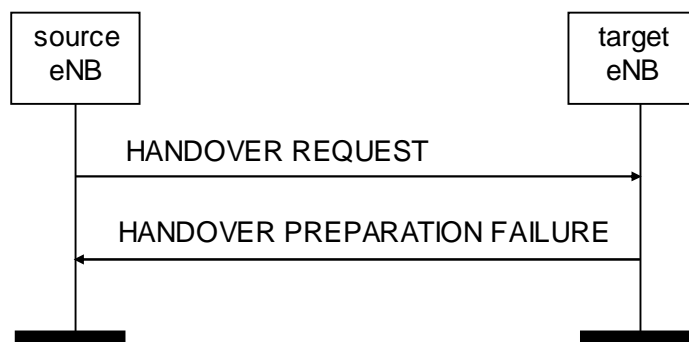 source
eNB
target
eNB
HANDOVER REQUEST
HANDOVER PREPARATION FAILURE